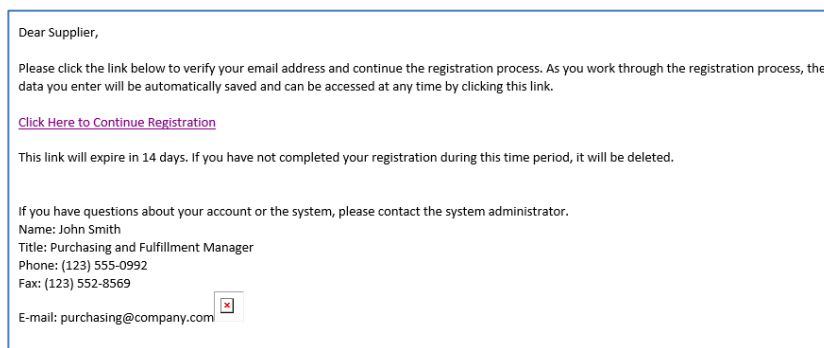 Dear Supplier,
Please click the link below to verify your email address and continue the registration process. As you work through the registration process, the
data you enter will be automatically saved and can be accessed at any time by clicking this link.
Click Here to Continue Registration
This link will expire in 14 days. If you have not completed your registration during this time period, it will be deleted.
If you have questions about your account or the system, please contact the system administrator.
Name: John Smith
Title: Purchasing and Fulfillment Manager
Phone: (123) 555-0992
Fax: (123) 552-8569
E-mail: purchasing@company.com